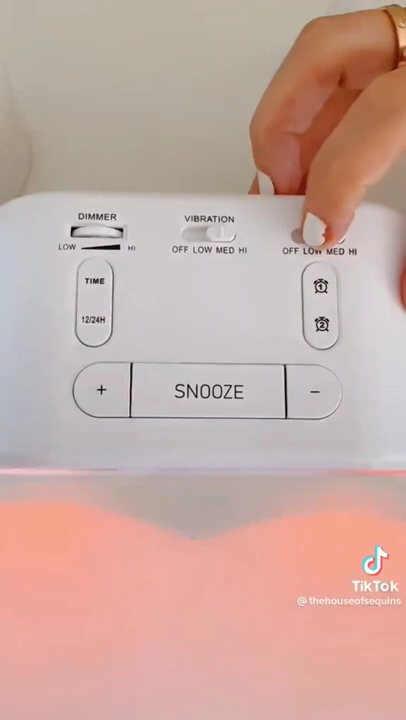 DIMMER
VIBRATION
LOW HI
OFF LOW MED HI
OFF LOW MED HI
TIME
1
12/24H
2
+ SNOOZE −
TikTok
@thehouseofsequins